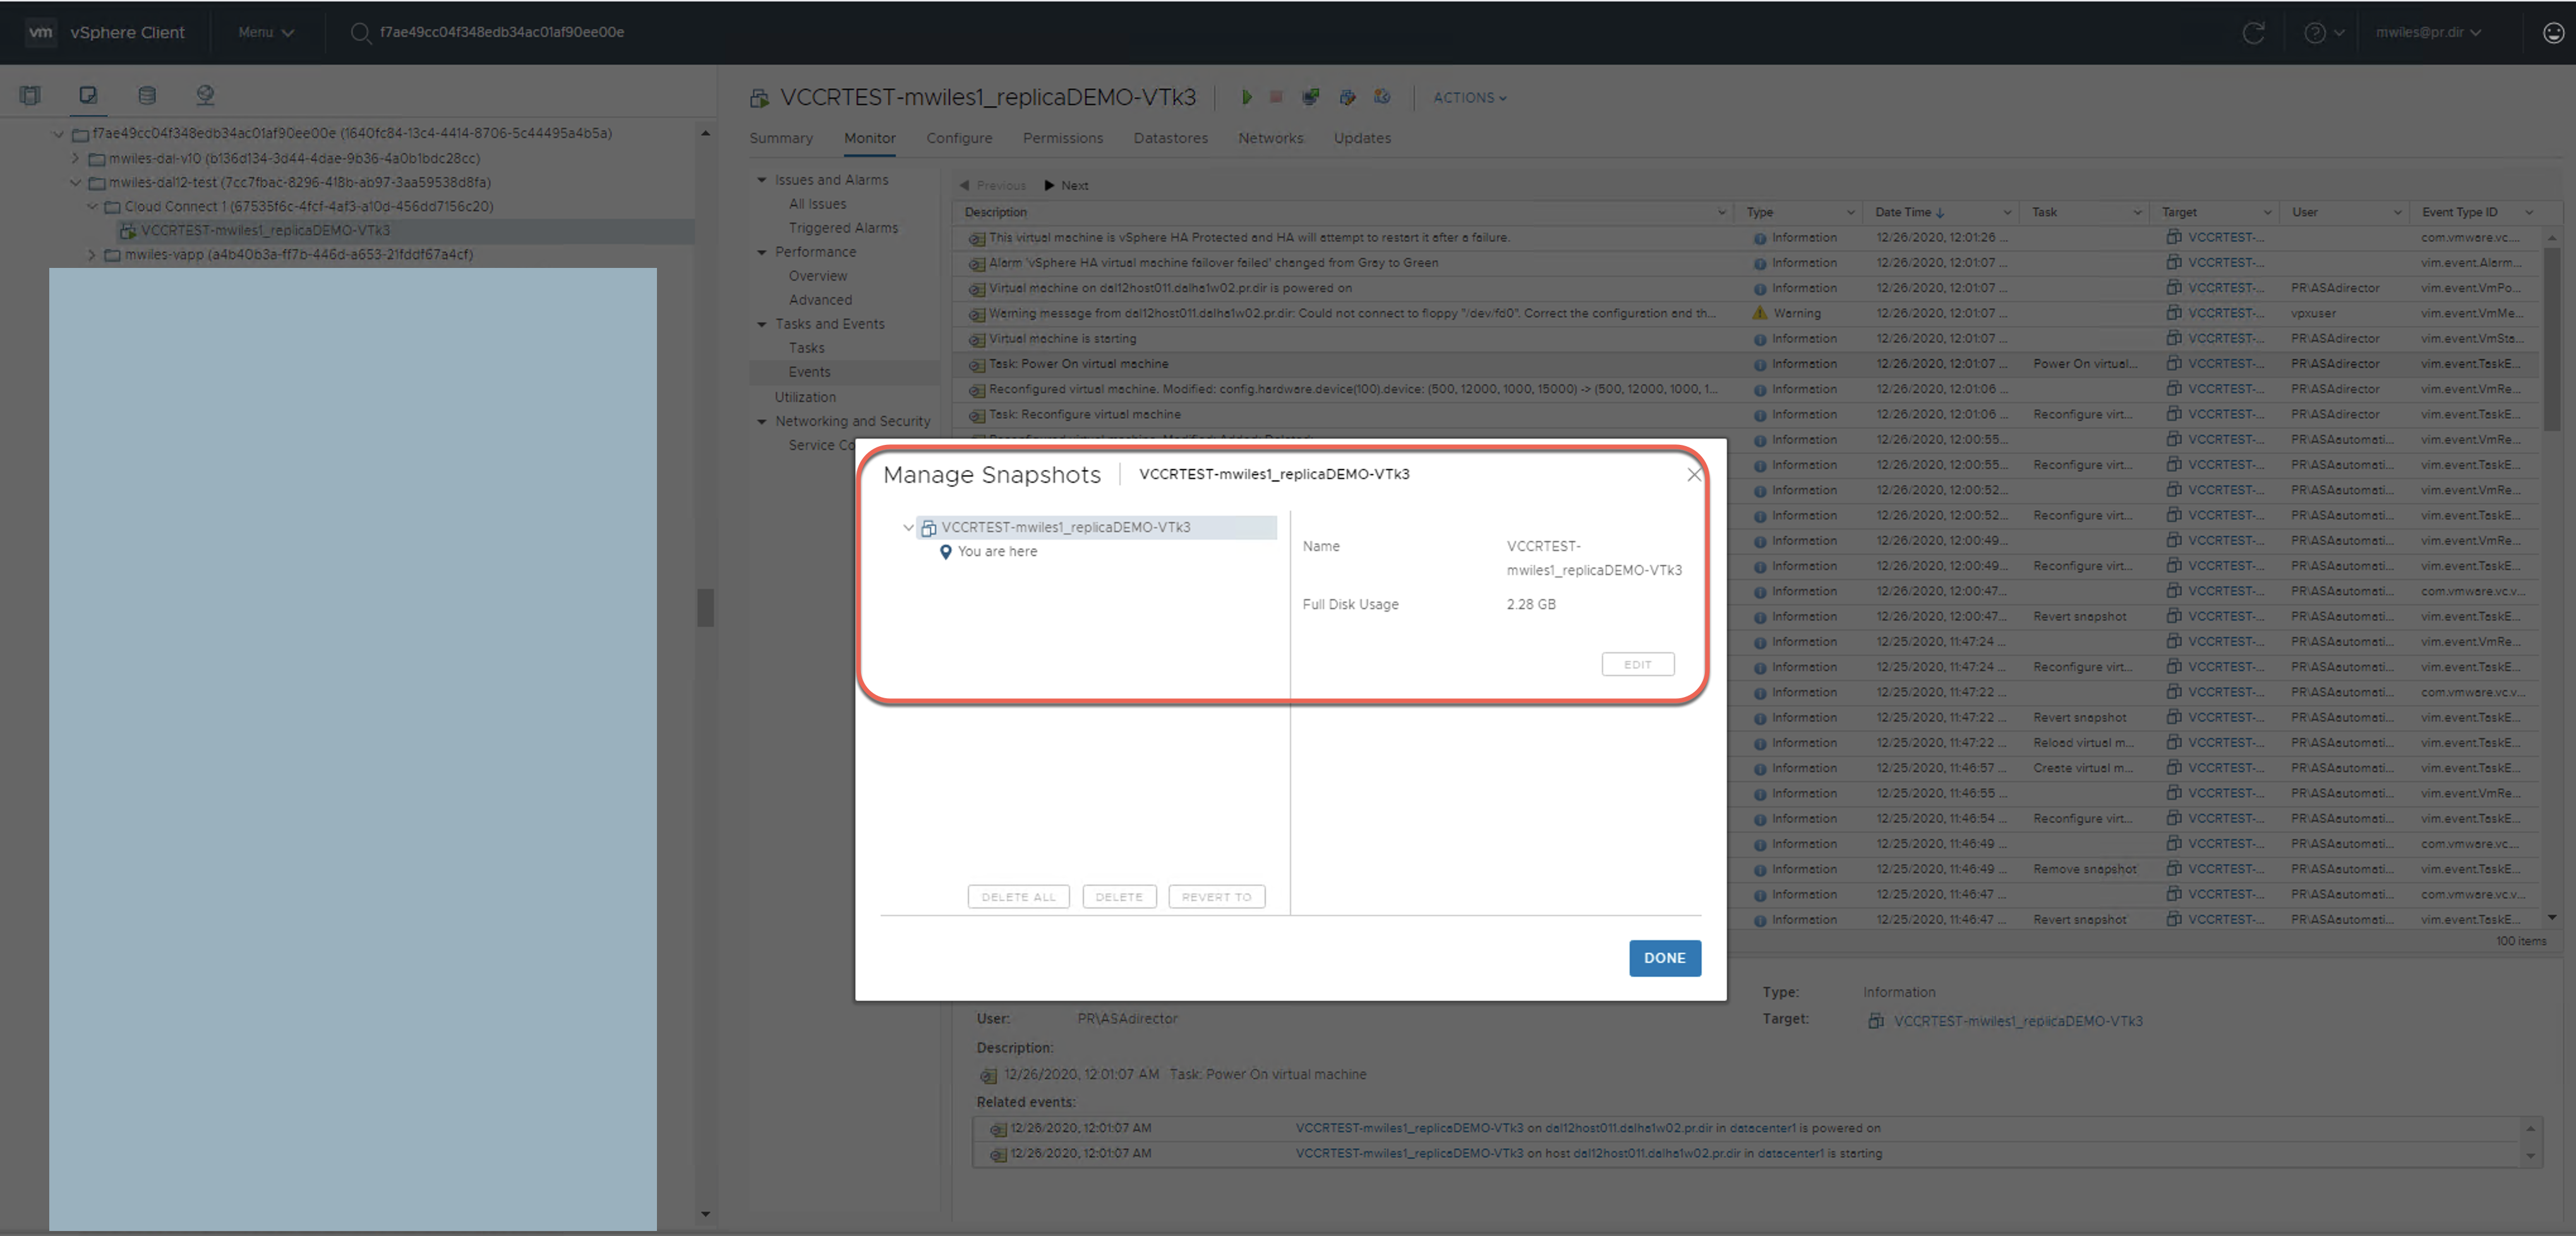 vm vSphere Client Menu f7ae49cc04f348edb34ac01af90ee00e mwiles@pr.dir
f7ae49cc04f348edb34ac01af90ee00e (1640fc84-13c4-4414-8706-5c44495a4b5a)
mwiles-dal-v10 (b136d134-3d44-4dae-9b36-4a0b1bdc28cc)
mwiles-dal12-test (7cc7fbac-8296-418b-ab97-3aa59538d8fa)
Cloud Connect 1 (67535f6c-4fcf-4af3-a10d-456dd7156c20)
VCCRTEST-mwiles1_replicaDEMO-VTk3
mwiles-vapp (a4b40b3a-ff7b-446d-a653-21fddf67a4cf)
VCCRTEST-mwiles1_replicaDEMO-VTk3 ACTIONS
Summary Monitor Configure Permissions Datastores Networks Updates
Issues and Alarms
All Issues
Triggered Alarms
Performance
Overview
Advanced
Tasks and Events
Tasks
Events
Utilization
Networking and Security
Service Co
Previous Next
Description Type Date Time Task Target User Event Type ID
This virtual machine is vSphere HA Protected and HA will attempt to restart it after a failure. Information 12/26/2020, 12:01:26 ... VCCRTEST-... com.vmware.vc....
Alarm 'vSphere HA virtual machine failover failed' changed from Gray to Green Information 12/26/2020, 12:01:07 ... VCCRTEST-... vim.event.Alarm...
Virtual machine on dal12host011.dalha1w02.pr.dir is powered on Information 12/26/2020, 12:01:07 ... VCCRTEST-... PR\ASAdirector vim.event.VmPo...
Warning message from dal12host011.dalha1w02.pr.dir: Could not connect to floppy "/dev/fd0". Correct the configuration and th... Warning 12/26/2020, 12:01:07 ... VCCRTEST-... vpxuser vim.event.VmMe...
Virtual machine is starting Information 12/26/2020, 12:01:07 ... VCCRTEST-... PR\ASAdirector vim.event.VmSta...
Task: Power On virtual machine Information 12/26/2020, 12:01:07 ... Power On virtual... VCCRTEST-... PR\ASAdirector vim.event.TaskE...
Reconfigured virtual machine. Modified: config.hardware.device(100).device: (500, 12000, 1000, 15000) -> (500, 12000, 1000, 1... Information 12/26/2020, 12:01:06 ... VCCRTEST-... PR\ASAdirector vim.event.VmRe...
Task: Reconfigure virtual machine Information 12/26/2020, 12:01:06 ... Reconfigure virt... VCCRTEST-... PR\ASAdirector vim.event.TaskE...
Information 12/26/2020, 12:00:55... VCCRTEST-... PR\ASAautomati... vim.event.VmRe...
Information 12/26/2020, 12:00:55... Reconfigure virt... VCCRTEST-... PR\ASAautomati... vim.event.TaskE...
Information 12/26/2020, 12:00:52... VCCRTEST-... PR\ASAautomati... vim.event.VmRe...
Information 12/26/2020, 12:00:52... Reconfigure virt... VCCRTEST-... PR\ASAautomati... vim.event.TaskE...
Information 12/26/2020, 12:00:49... VCCRTEST-... PR\ASAautomati... vim.event.VmRe...
Information 12/26/2020, 12:00:49... Reconfigure virt... VCCRTEST-... PR\ASAautomati... vim.event.TaskE...
Information 12/26/2020, 12:00:47... VCCRTEST-... PR\ASAautomati... com.vmware.vc.v...
Information 12/26/2020, 12:00:47... Revert snapshot VCCRTEST-... PR\ASAautomati... vim.event.TaskE...
Information 12/25/2020, 11:47:24 ... VCCRTEST-... PR\ASAautomati... vim.event.VmRe...
Information 12/25/2020, 11:47:24 ... Reconfigure virt... VCCRTEST-... PR\ASAautomati... vim.event.TaskE...
Information 12/25/2020, 11:47:22 ... VCCRTEST-... PR\ASAautomati... com.vmware.vc.v...
Information 12/25/2020, 11:47:22 ... Revert snapshot VCCRTEST-... PR\ASAautomati... vim.event.TaskE...
Information 12/25/2020, 11:47:22 ... Reload virtual m... VCCRTEST-... PR\ASAautomati... vim.event.TaskE...
Information 12/25/2020, 11:46:57 ... Create virtual m... VCCRTEST-... PR\ASAautomati... vim.event.TaskE...
Information 12/25/2020, 11:46:55 ... VCCRTEST-... PR\ASAautomati... vim.event.VmRe...
Information 12/25/2020, 11:46:54 ... Reconfigure virt... VCCRTEST-... PR\ASAautomati... vim.event.TaskE...
Information 12/25/2020, 11:46:49 ... VCCRTEST-... PR\ASAautomati... com.vmware.vc....
Information 12/25/2020, 11:46:49 ... Remove snapshot VCCRTEST-... PR\ASAautomati... vim.event.TaskE...
Information 12/25/2020, 11:46:47 ... VCCRTEST-... PR\ASAautomati... com.vmware.vc.v...
Information 12/25/2020, 11:46:47 ... Revert snapshot VCCRTEST-... PR\ASAautomati... vim.event.TaskE...
100 items
Manage Snapshots VCCRTEST-mwiles1_replicaDEMO-VTk3
VCCRTEST-mwiles1_replicaDEMO-VTk3
You are here
Name VCCRTEST-
mwiles1_replicaDEMO-VTk3
Full Disk Usage 2.28 GB
EDIT
DELETE ALL DELETE REVERT TO
DONE
Type: Information
User: PR\ASAdirector Target: VCCRTEST-mwiles1_replicaDEMO-VTk3
Description:
12/26/2020, 12:01:07 AM Task: Power On virtual machine
Related events:
12/26/2020, 12:01:07 AM VCCRTEST-mwiles1_replicaDEMO-VTk3 on dal12host011.dalha1w02.pr.dir in datacenter1 is powered on
12/26/2020, 12:01:07 AM VCCRTEST-mwiles1_replicaDEMO-VTk3 on host dal12host011.dalha1w02.pr.dir in datacenter1 is starting